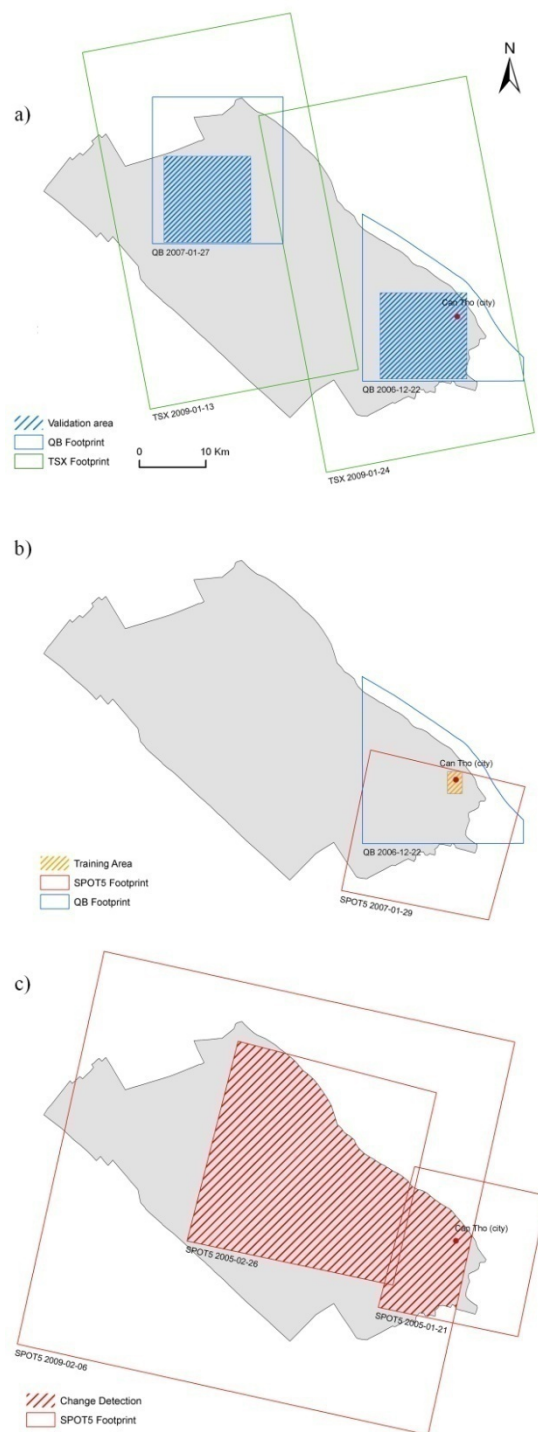 N
a)
QB 2007-01-27
Can Tho (city)
QB 2006-12-22
TSX 2009-01-13
TSX 2009-01-24
Validation area
QB Footprint
TSX Footprint
0 10 Km
b)
Can Tho (city)
QB 2006-12-22
SPOT5 2007-01-29
Training Area
SPOT5 Footprint
QB Footprint
c)
Can Tho (city)
SPOT5 2005-02-26
SPOT5 2005-01-21
SPOT5 2009-02-06
Change Detection
SPOT5 Footprint